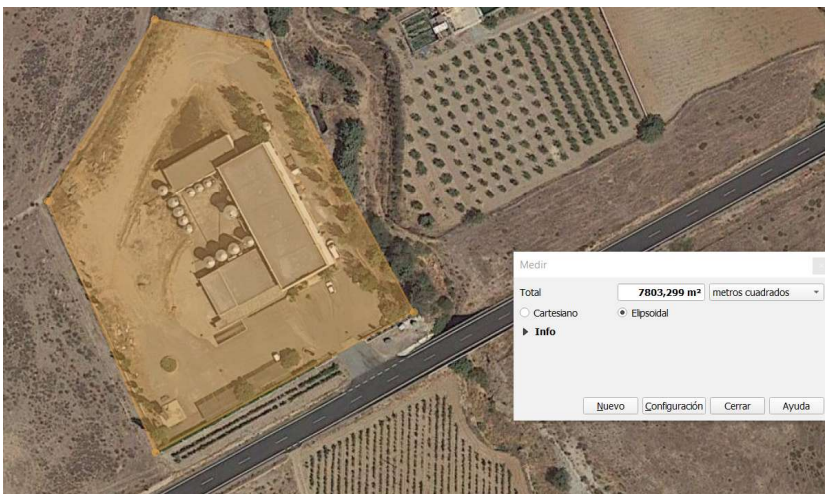 Medir
Total 7803,299 m² metros cuadrados
Cartesiano Elipsoidal
Info
Nuevo Configuración Cerrar Ayuda